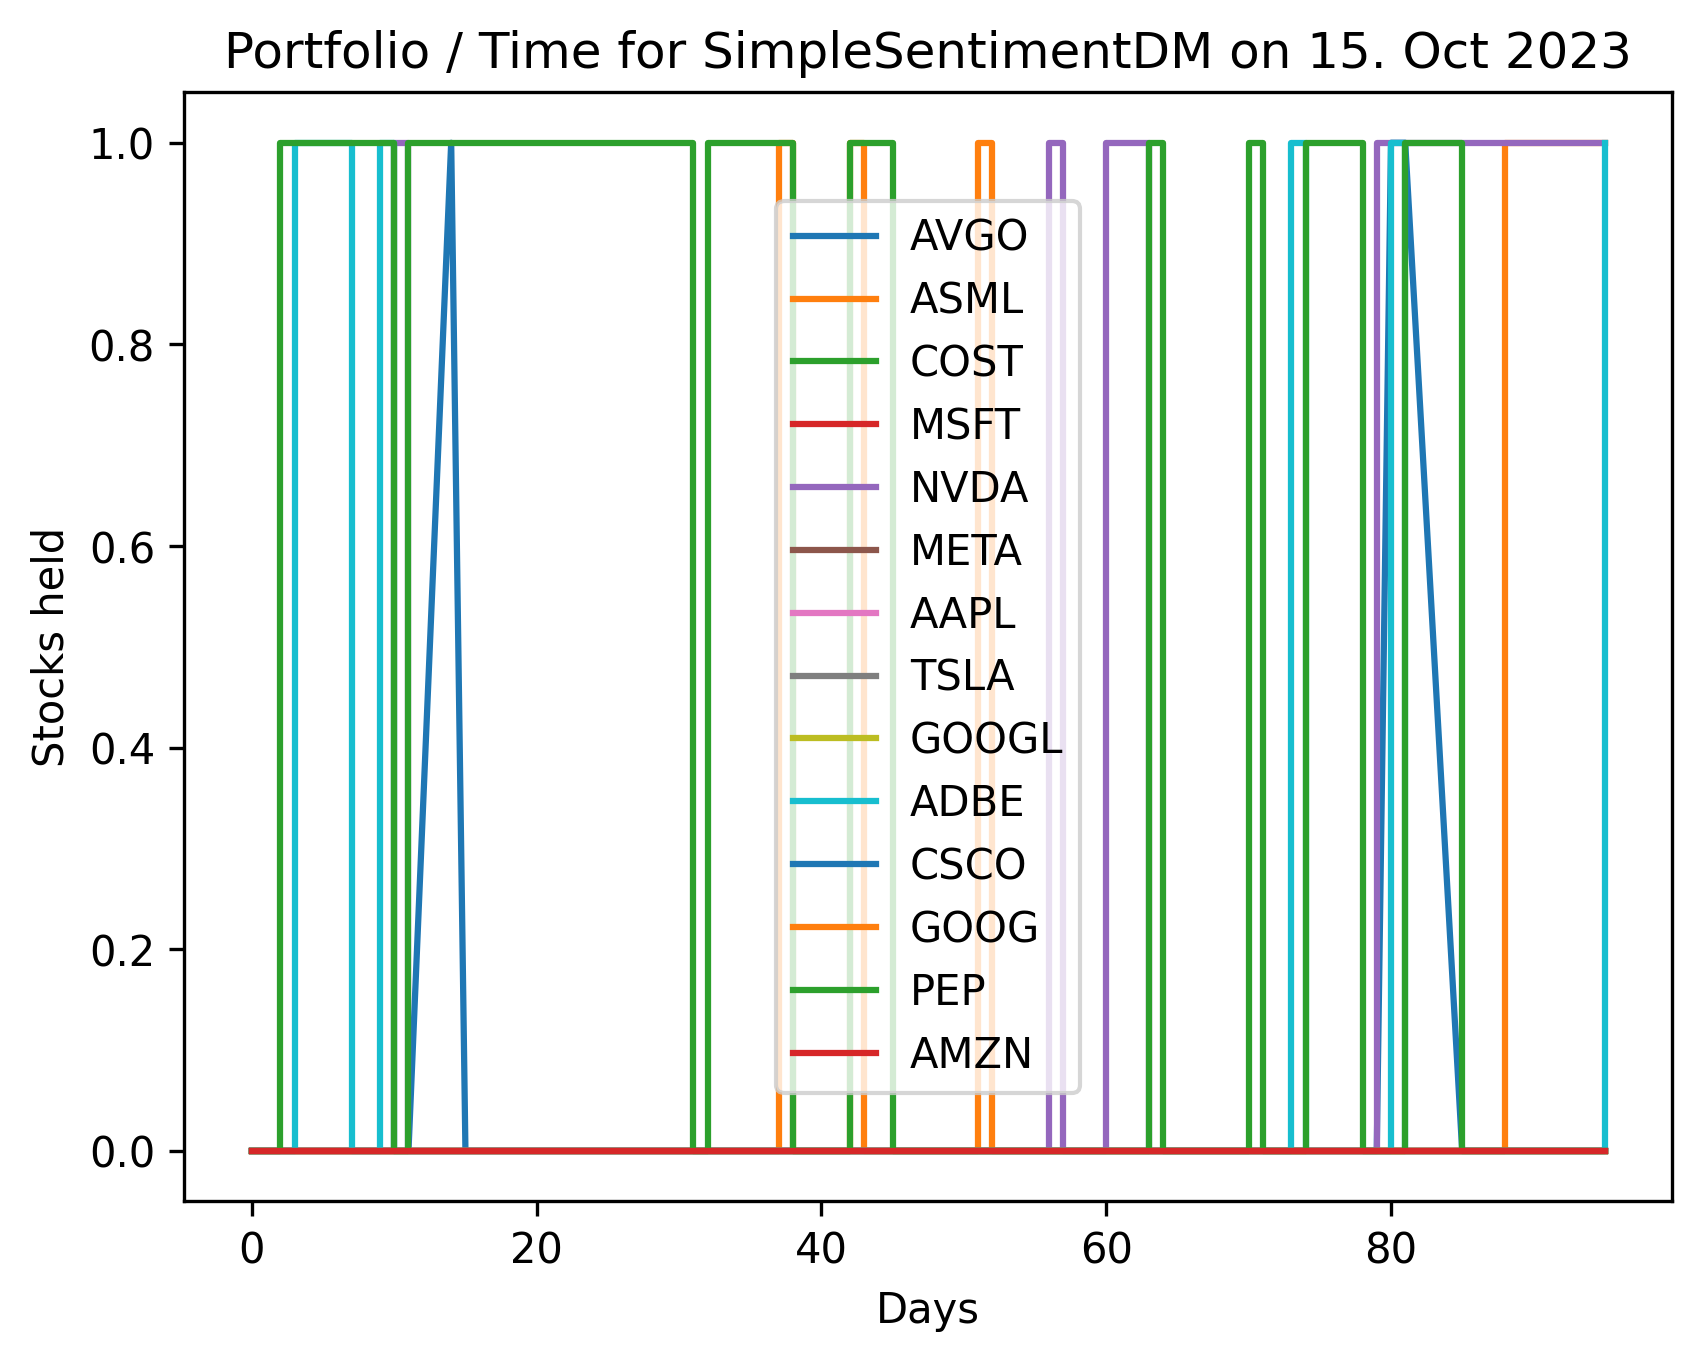 Portfolio / Time for SimpleSentimentDM on 15. Oct 2023
1.0
0.8
0.6
0.4
0.2
0.0
Stocks held
AVGO
ASML
COST
MSFT
NVDA
META
AAPL
TSLA
GOOGL
ADBE
CSCO
GOOG
PEP
AMZN
0 20 40 60 80
Days